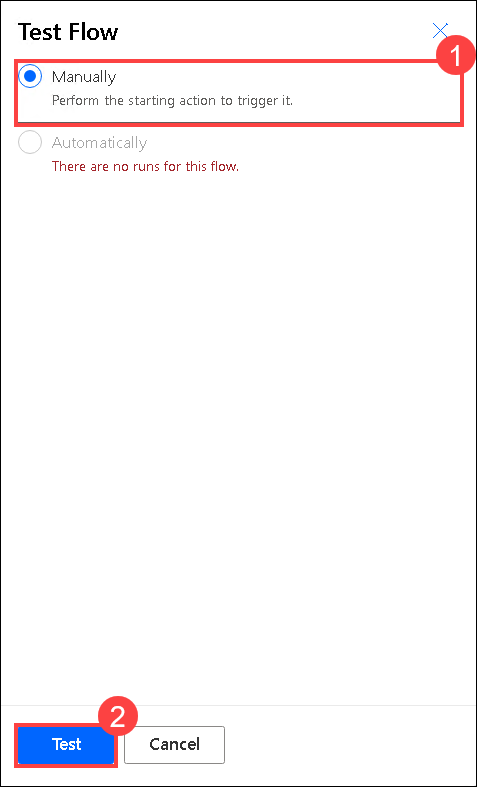 Test Flow
1
Manually
Perform the starting action to trigger it.
Automatically
There are no runs for this flow.
2
Test
Cancel